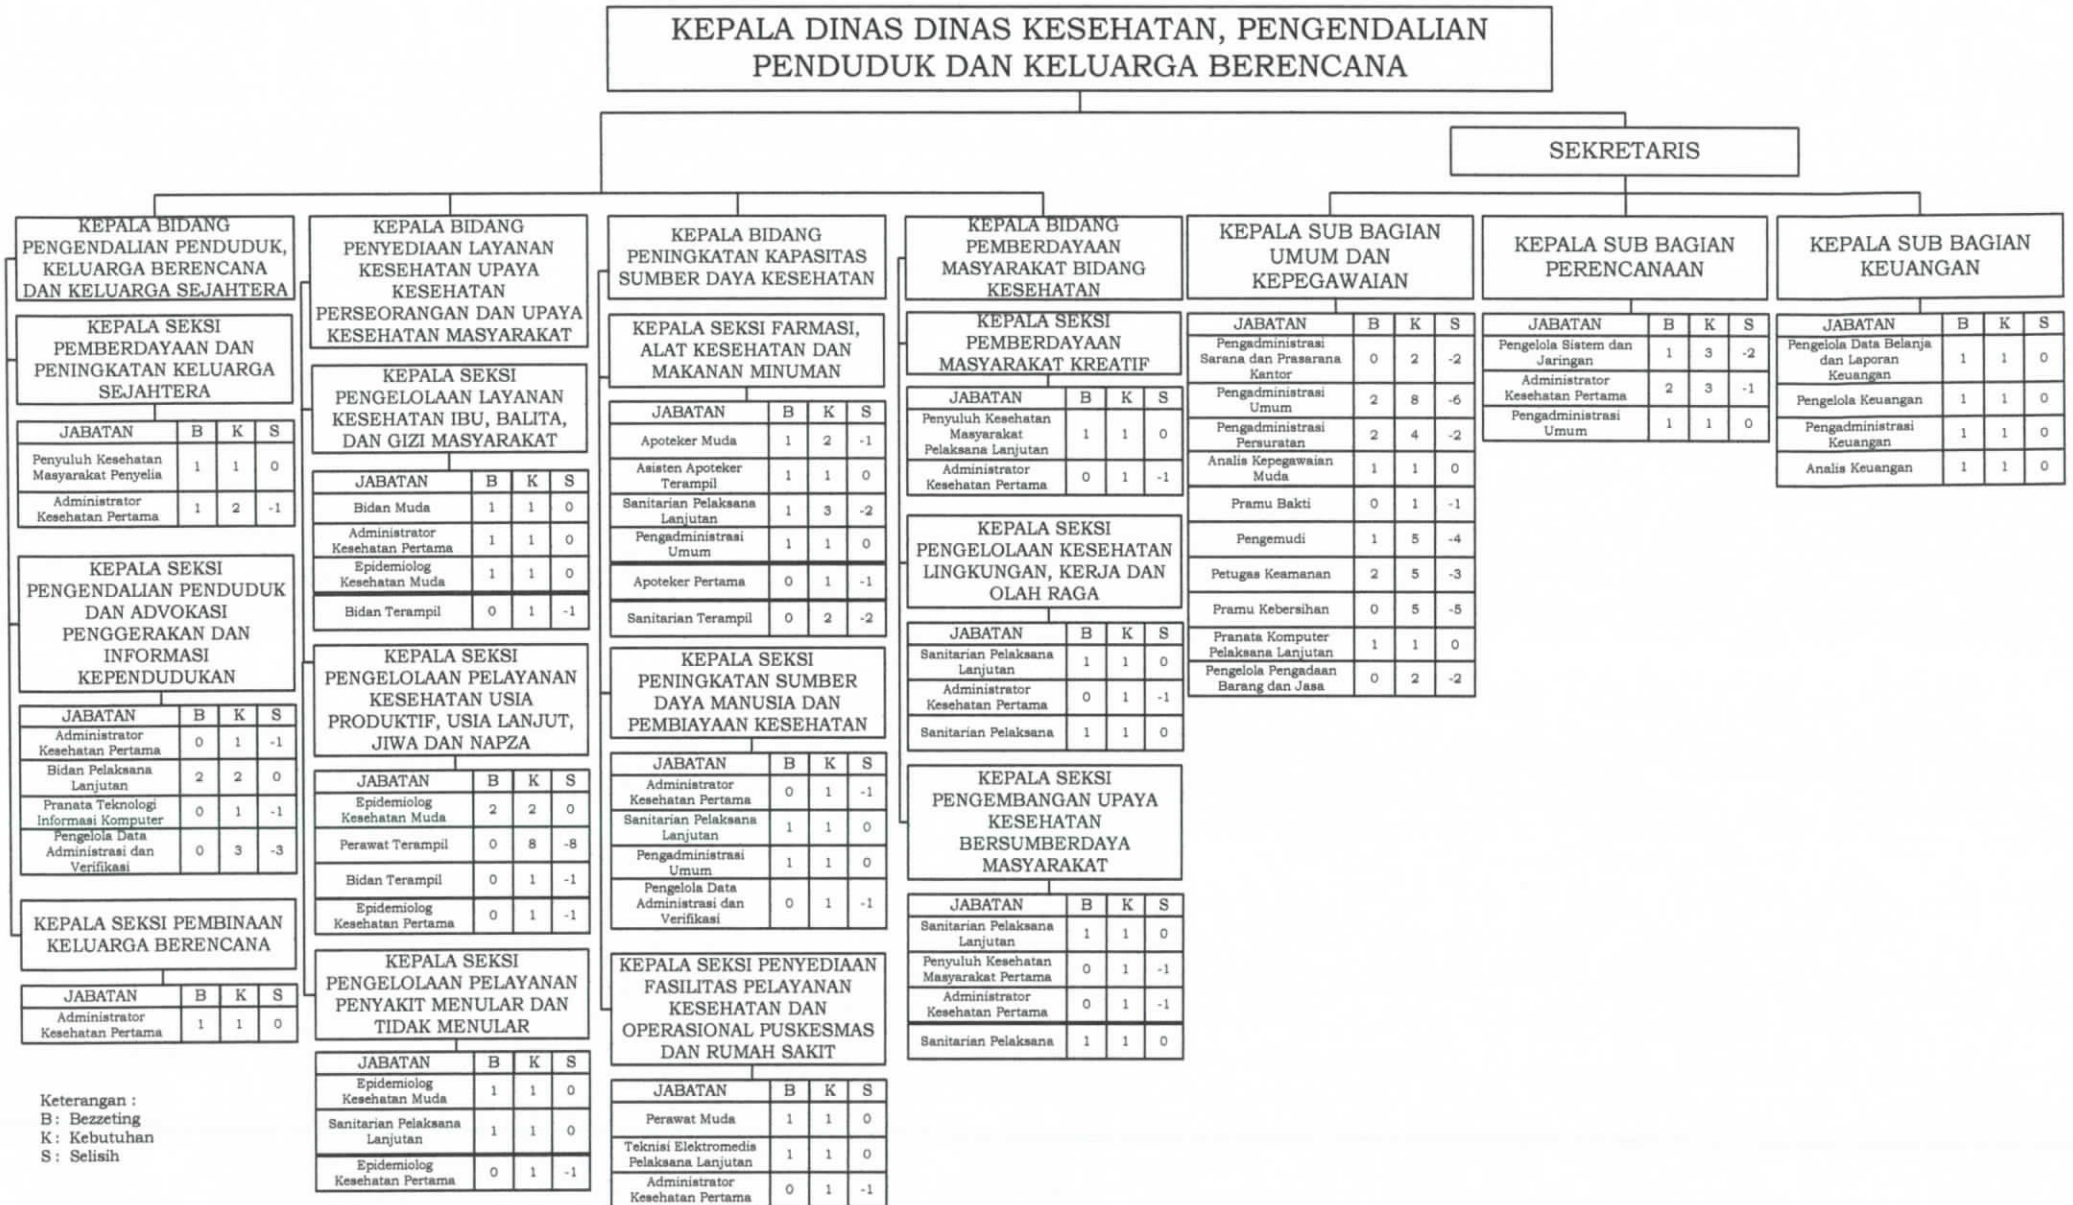 KEPALA DINAS DINAS KESEHATAN, PENGENDALIAN
PENDUDUK DAN KELUARGA BERENCANA
SEKRETARIS
KEPALA BIDANG
PENGENDALIAN PENDUDUK,
KELUARGA BERENCANA
DAN KELUARGA SEJAHTERA
KEPALA SEKSI
PEMBERDAYAAN DAN
PENINGKATAN KELUARGA
SEJAHTERA
JABATAN B K S
Penyuluh Kesehatan
Masyarakat Penyelia 1 1 0
Administrator
Kesehatan Pertama 1 2 -1
KEPALA SEKSI
PENGENDALIAN PENDUDUK
DAN ADVOKASI
PENGGERAKAN DAN
INFORMASI
KEPENDUDUKAN
JABATAN B K S
Administrator
Kesehatan Pertama 0 1 -1
Bidan Pelaksana
Lanjutan 2 2 0
Pranata Teknologi
Informasi Komputer 0 1 -1
Pengelola Data
Administrasi dan 0 3 -3
Verifikasi
KEPALA SEKSI PEMBINAAN
KELUARGA BERENCANA
JABATAN B K S
Administrator
Kesehatan Pertama 1 1 0
Keterangan :
B : Bezzeting
K : Kebutuhan
S : Selisih
KEPALA BIDANG
PENYEDIAAN LAYANAN
KESEHATAN UPAYA
KESEHATAN
PERSEORANGAN DAN UPAYA
KESEHATAN MASYARAKAT
KEPALA SEKSI
PENGELOLAAN LAYANAN
KESEHATAN IBU, BALITA,
DAN GIZI MASYARAKAT
JABATAN B K S
Bidan Muda 1 1 0
Administrator
Kesehatan Pertama 1 1 0
Epidemiolog
Kesehatan Muda 1 1 0
Bidan Terampil 0 1 -1
KEPALA SEKSI
PENGELOLAAN PELAYANAN
KESEHATAN USIA
PRODUKTIF, USIA LANJUT,
JIWA DAN NAPZA
JABATAN B K S
Epidemiolog
Kesehatan Muda 2 2 0
Perawat Terampil 0 8 -8
Bidan Terampil 0 1 -1
Epidemiolog
Kesehatan Pertama 0 1 -1
KEPALA SEKSI
PENGELOLAAN PELAYANAN
PENYAKIT MENULAR DAN
TIDAK MENULAR
JABATAN B K S
Epidemiolog
Kesehatan Muda 1 1 0
Sanitarian Pelaksana
Lanjutan 1 1 0
Epidemiolog
Kesehatan Pertama 0 1 -1
KEPALA BIDANG
PENINGKATAN KAPASITAS
SUMBER DAYA KESEHATAN
KEPALA SEKSI FARMASI,
ALAT KESEHATAN DAN
MAKANAN MINUMAN
JABATAN B K S
Apoteker Muda 1 2 -1
Asisten Apoteker
Terampil 1 1 0
Sanitarian Pelaksana
Lanjutan 1 3 -2
Pengadministrasi
Umum 1 1 0
Apoteker Pertama 0 1 -1
Sanitarian Terampil 0 2 -2
KEPALA SEKSI
PENINGKATAN SUMBER
DAYA MANUSIA DAN
PEMBIAYAAN KESEHATAN
JABATAN B K S
Administrator
Kesehatan Pertama 0 1 -1
Sanitarian Pelaksana
Lanjutan 1 1 0
Pengadministrasi
Umum 1 1 0
Pengelola Data
Administrasi dan 0 1 -1
Verifikasi
KEPALA SEKSI PENYEDIAAN
FASILITAS PELAYANAN
KESEHATAN DAN
OPERASIONAL PUSKESMAS
DAN RUMAH SAKIT
JABATAN B K S
Perawat Muda 1 1 0
Teknisi Elektromedis
Pelaksana Lanjutan 1 1 0
Administrator
Kesehatan Pertama 0 1 -1
KEPALA BIDANG
PEMBERDAYAAN
MASYARAKAT BIDANG
KESEHATAN
KEPALA SEKSI
PEMBERDAYAAN
MASYARAKAT KREATIF
JABATAN B K S
Penyuluh Kesehatan
Masyarakat 1 1 0
Pelaksana Lanjutan
Administrator
Kesehatan Pertama 0 1 -1
KEPALA SEKSI
PENGELOLAAN KESEHATAN
LINGKUNGAN, KERJA DAN
OLAH RAGA
JABATAN B K S
Sanitarian Pelaksana
Lanjutan 1 1 0
Administrator
Kesehatan Pertama 0 1 -1
Sanitarian Pelaksana 1 1 0
KEPALA SEKSI
PENGEMBANGAN UPAYA
KESEHATAN
BERSUMBERDAYA
MASYARAKAT
JABATAN B K S
Sanitarian Pelaksana
Lanjutan 1 1 0
Penyuluh Kesehatan
Masyarakat Pertama 0 1 -1
Administrator
Kesehatan Pertama 0 1 -1
Sanitarian Pelaksana 1 1 0
KEPALA SUB BAGIAN
UMUM DAN
KEPEGAWAIAN
JABATAN B K S
Pengadministrasi
Sarana dan Prasarana 0 2 -2
Kantor
Pengadministrasi
Umum 2 8 -6
Pengadministrasi
Persuratan 2 4 -2
Analis Kepegawaian
Muda 1 1 0
Pramu Bakti 0 1 -1
Pengemudi 1 5 -4
Petugas Keamanan 2 5 -3
Pramu Kebersihan 0 5 -5
Pranata Komputer
Pelaksana Lanjutan 1 1 0
Pengelola Pengadaan
Barang dan Jasa 0 2 -2
KEPALA SUB BAGIAN
PERENCANAAN
JABATAN B K S
Pengelola Sistem dan
Jaringan 1 3 -2
Administrator
Kesehatan Pertama 2 3 -1
Pengadministrasi
Umum 1 1 0
KEPALA SUB BAGIAN
KEUANGAN
JABATAN B K S
Pengelola Data Belanja
dan Laporan 1 1 0
Keuangan
Pengelola Keuangan 1 1 0
Pengadministrasi
Keuangan 1 1 0
Analis Keuangan 1 1 0